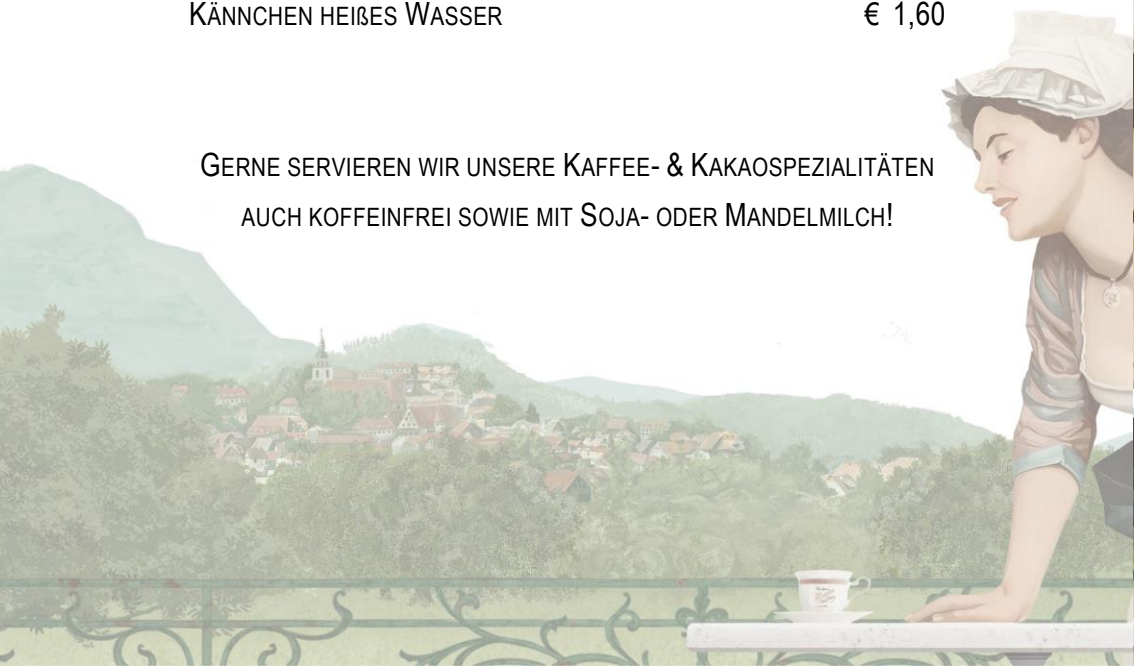 KÄNNCHEN HEIßES WASSER € 1,60
GERNE SERVIEREN WIR UNSERE KAFFEE- & KAKAOSPEZIALITÄTEN
AUCH KOFFEINFREI SOWIE MIT SOJA- ODER MANDELMILCH!